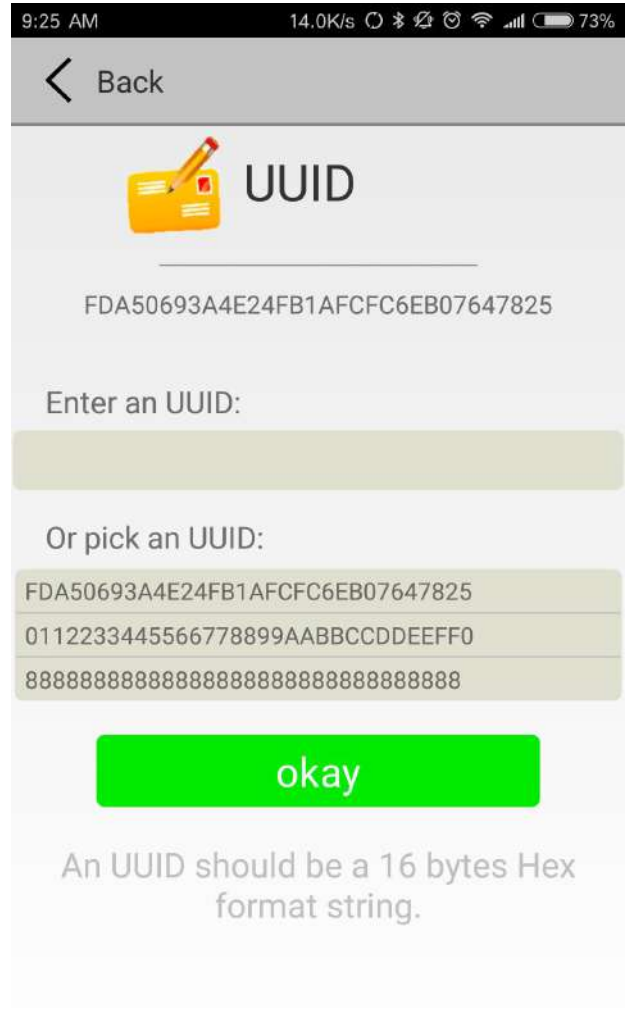 9:25 AM 14.0K/s 73%
Back
UUID
FDA50693A4E24FB1AFCFC6EB07647825
Enter an UUID:
Or pick an UUID:
FDA50693A4E24FB1AFCFC6EB07647825
0112233445566778899AABBCCDDEEFF0
88888888888888888888888888888888
okay
An UUID should be a 16 bytes Hex
format string.